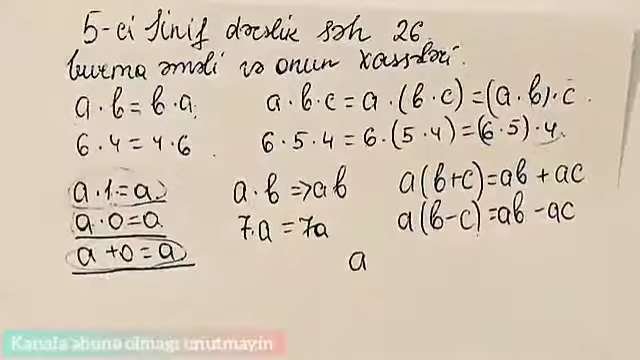 5-ci sinif dərslik səh 26.
vurma əməli və onun xassələri.
a · b = b · a, a · b · c = a · (b · c) = (a · b) · c.
6 · 4 = 4 · 6 6 · 5 · 4 = 6 · (5 · 4) = (6 · 5) · 4.
a · 1 = a, a · b => ab a(b+c) = ab + ac
a · 0 = a 7·a = 7a a(b-c) = ab - ac
a + 0 = a a
Kanala abunə olmağı unutmayın